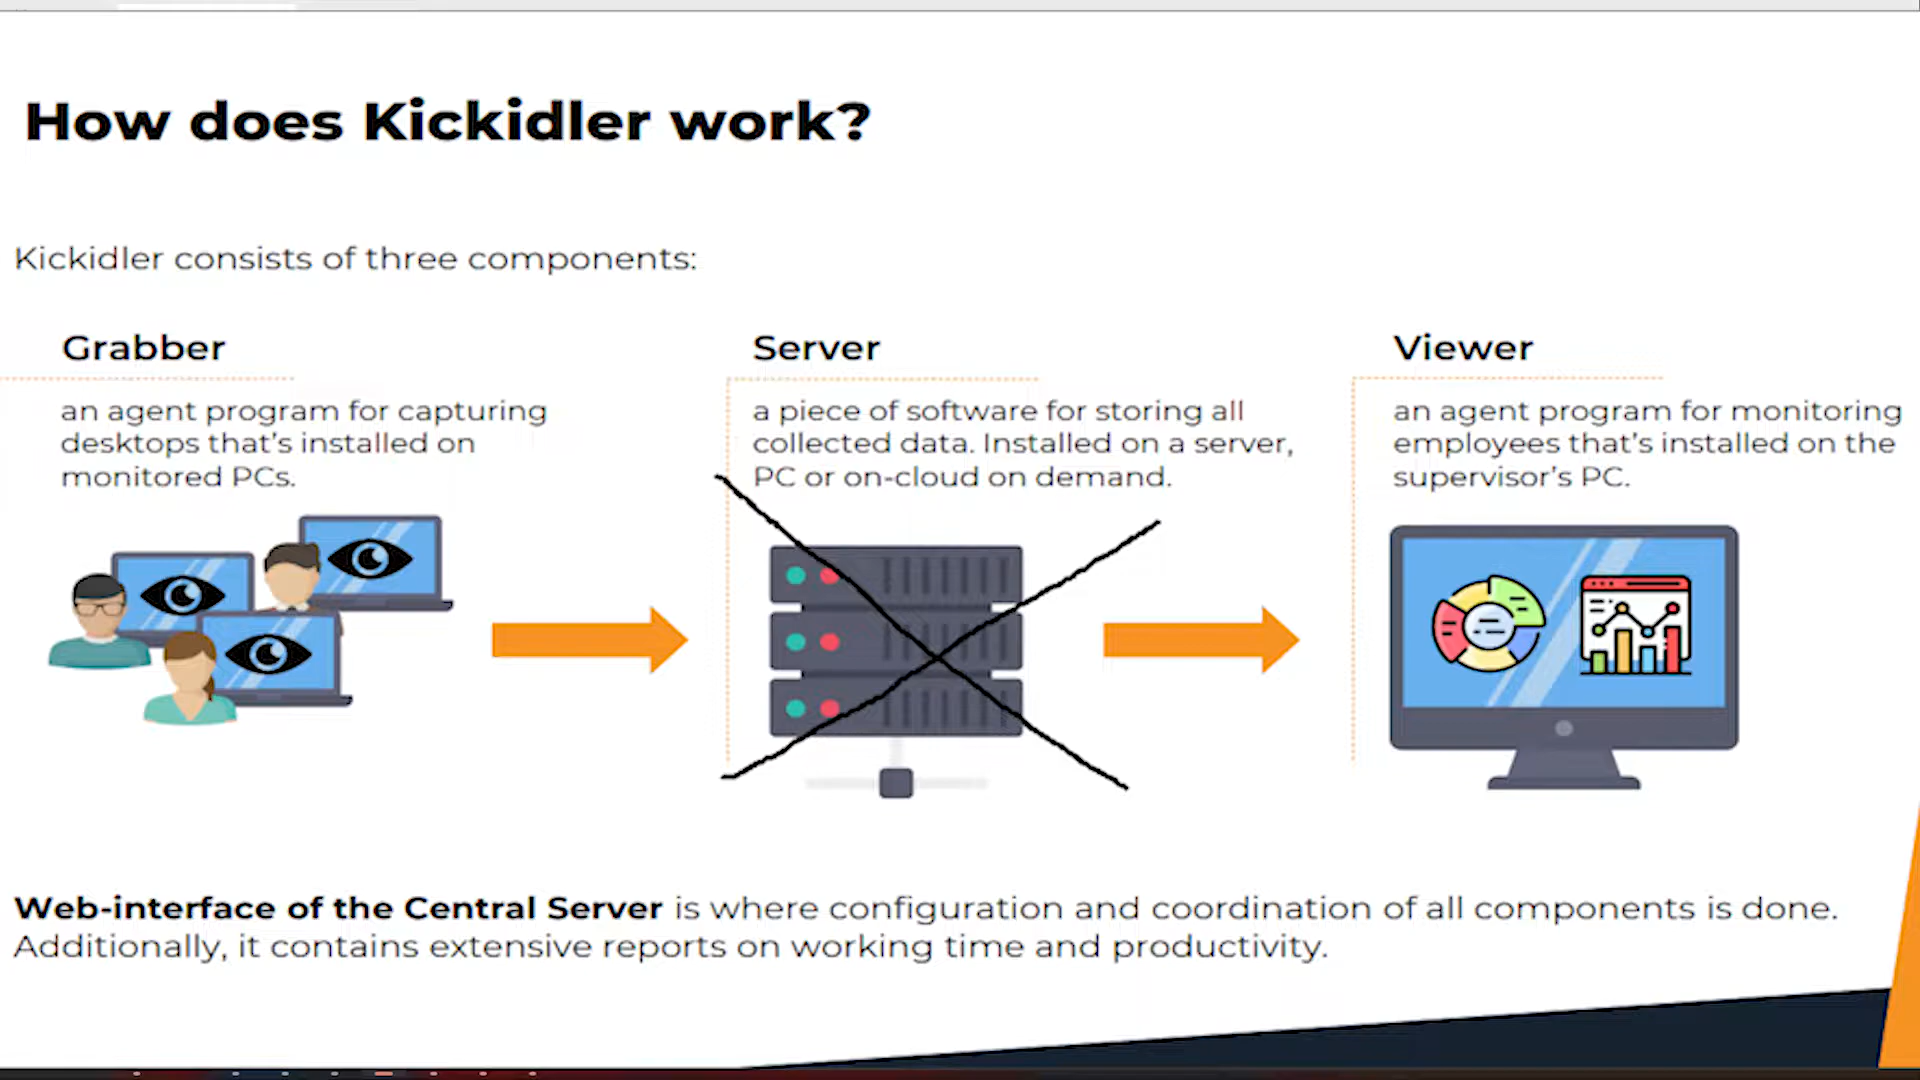 How does Kickidler work?
Kickidler consists of three components:
Grabber
an agent program for capturing
desktops that's installed on
monitored PCs.
Server
a piece of software for storing all
collected data. Installed on a server,
PC or on-cloud on demand.
Viewer
an agent program for monitoring
employees that's installed on the
supervisor's PC.
Web-interface of the Central Server is where configuration and coordination of all components is done.
Additionally, it contains extensive reports on working time and productivity.